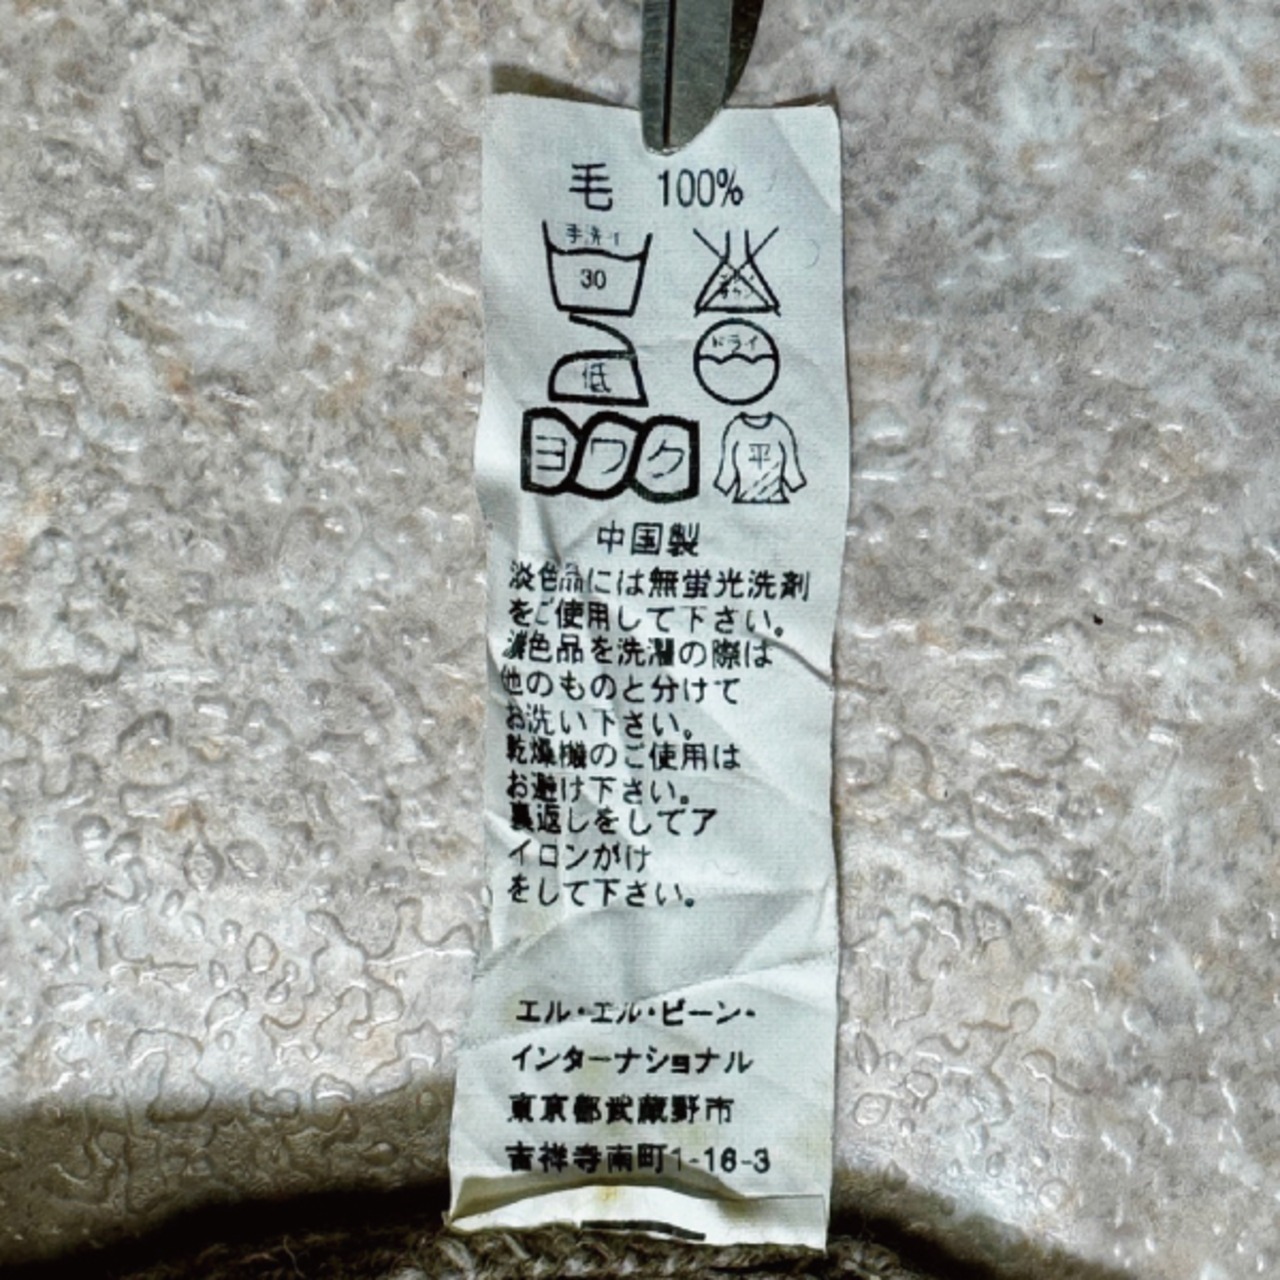 毛 100%
手洗イ
30
低
ドライ
ヨワク
平
中国製
淡色品には無蛍光洗剤
をご使用して下さい。
濃色品を洗濯の際は
他のものと分けて
お洗い下さい。
乾燥機のご使用は
お避け下さい。
裏返しをしてア
イロンがけ
をして下さい。
エル·エル·ビーン·
インターナショナル
東京都武蔵野市
吉祥寺南町1-16-3